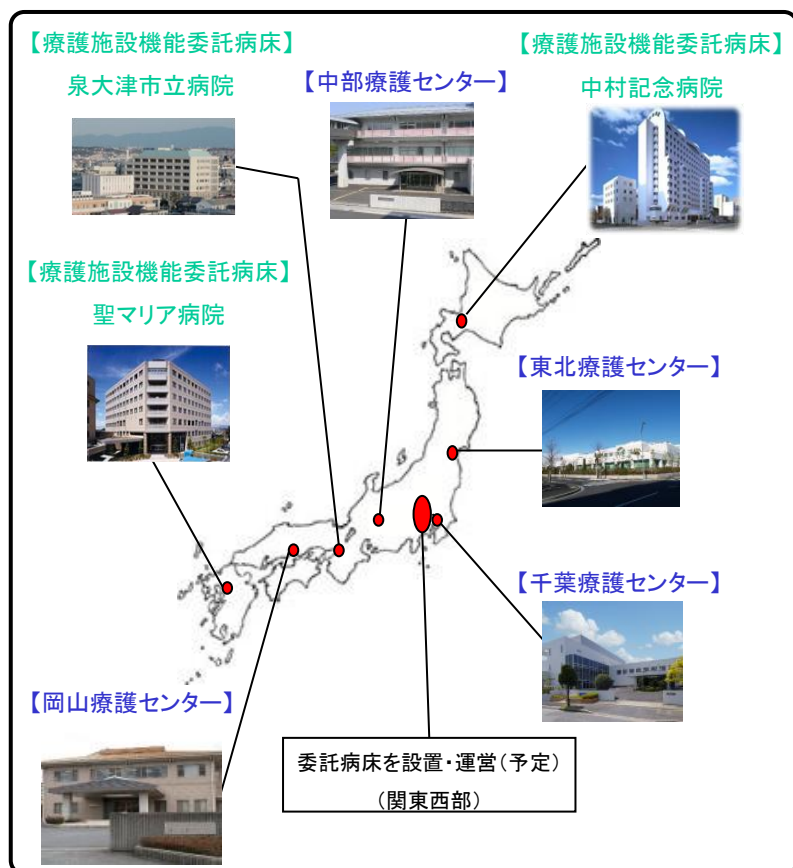 【療護施設機能委託病床】
泉大津市立病院
【中部療護センター】
【療護施設機能委託病床】
中村記念病院
【療護施設機能委託病床】
聖マリア病院
【東北療護センター】
【千葉療護センター】
【岡山療護センター】
委託病床を設置・運営(予定)
(関東西部)